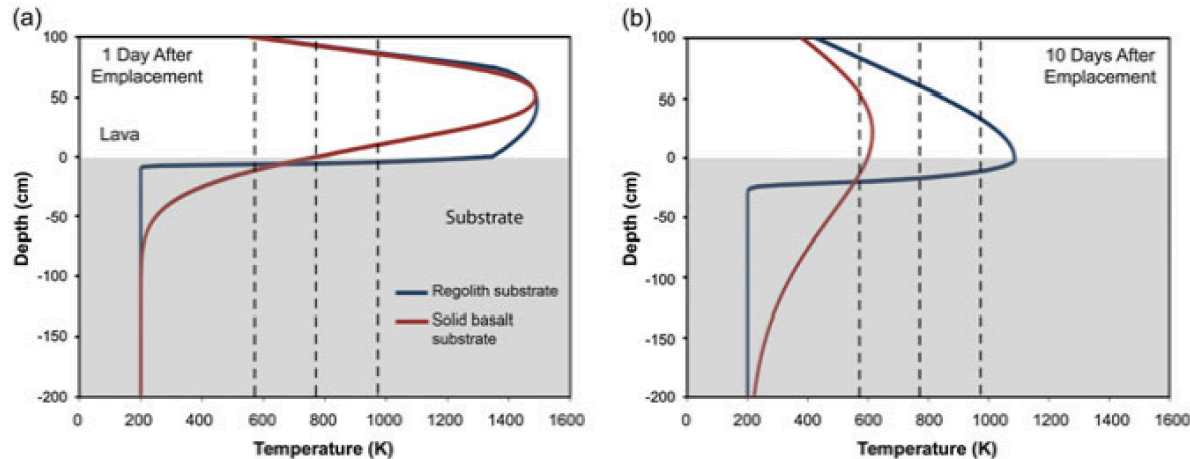 (a)
100
1 Day After
Emplacement
50
Lava
0
Depth (cm)
-50
Substrate
-100
Regolith substrate
Solid basalt
substrate
-150
-200
0 200 400 600 800 1000 1200 1400 1600
Temperature (K)
(b)
100
10 Days After
Emplacement
50
0
Depth (cm)
-50
-100
-150
-200
0 200 400 600 800 1000 1200 1400 1600
Temperature (K)